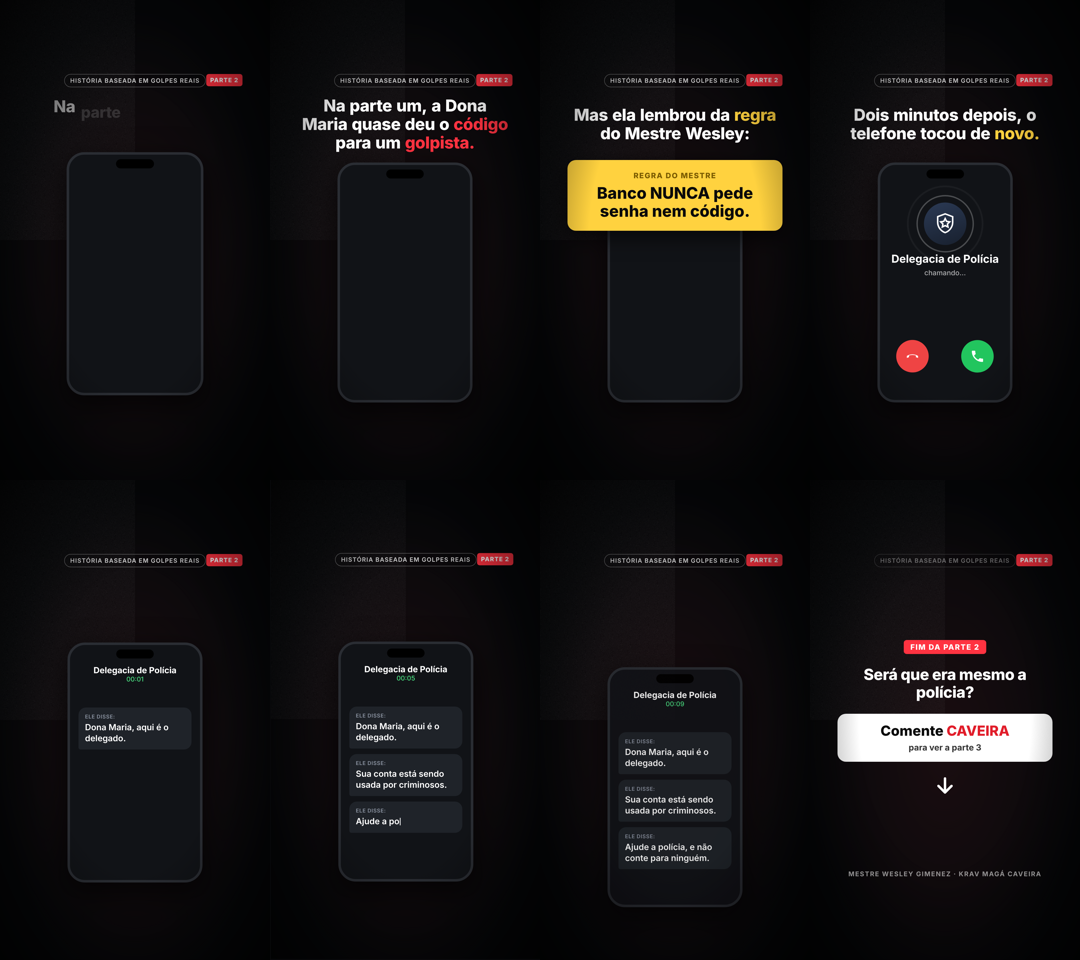 HISTÓRIA BASEADA EM GOLPES REAIS PARTE 2
Na parte
HISTÓRIA BASEADA EM GOLPES REAIS PARTE 2
Na parte um, a Dona
Maria quase deu o código
para um golpista.
HISTÓRIA BASEADA EM GOLPES REAIS PARTE 2
Mas ela lembrou da regra
do Mestre Wesley:
REGRA DO MESTRE
Banco NUNCA pede
senha nem código.
HISTÓRIA BASEADA EM GOLPES REAIS PARTE 2
Dois minutos depois, o
telefone tocou de novo.
Delegacia de Polícia
chamando...
HISTÓRIA BASEADA EM GOLPES REAIS PARTE 2
Delegacia de Polícia
00:01
ELE DISSE:
Dona Maria, aqui é o
delegado.
HISTÓRIA BASEADA EM GOLPES REAIS PARTE 2
Delegacia de Polícia
00:05
ELE DISSE:
Dona Maria, aqui é o
delegado.
ELE DISSE:
Sua conta está sendo
usada por criminosos.
ELE DISSE:
Ajude a po
HISTÓRIA BASEADA EM GOLPES REAIS PARTE 2
Delegacia de Polícia
00:09
ELE DISSE:
Dona Maria, aqui é o
delegado.
ELE DISSE:
Sua conta está sendo
usada por criminosos.
ELE DISSE:
Ajude a polícia, e não
conte para ninguém.
HISTÓRIA BASEADA EM GOLPES REAIS PARTE 2
FIM DA PARTE 2
Será que era mesmo a
polícia?
Comente CAVEIRA
para ver a parte 3
MESTRE WESLEY GIMENEZ · KRAV MAGÁ CAVEIRA